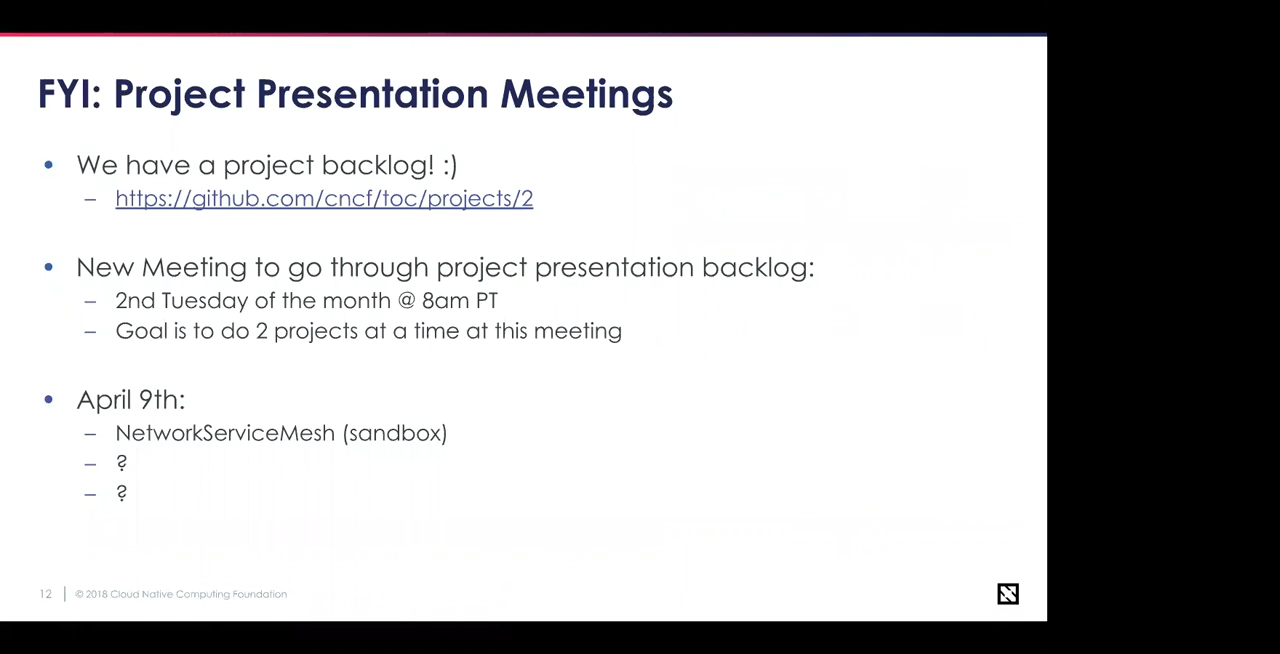 FYI: Project Presentation Meetings
• We have a project backlog! :)
– https://github.com/cncf/toc/projects/2
• New Meeting to go through project presentation backlog:
– 2nd Tuesday of the month @ 8am PT
– Goal is to do 2 projects at a time at this meeting
• April 9th:
– NetworkServiceMesh (sandbox)
– ?
– ?
12 | © 2018 Cloud Native Computing Foundation